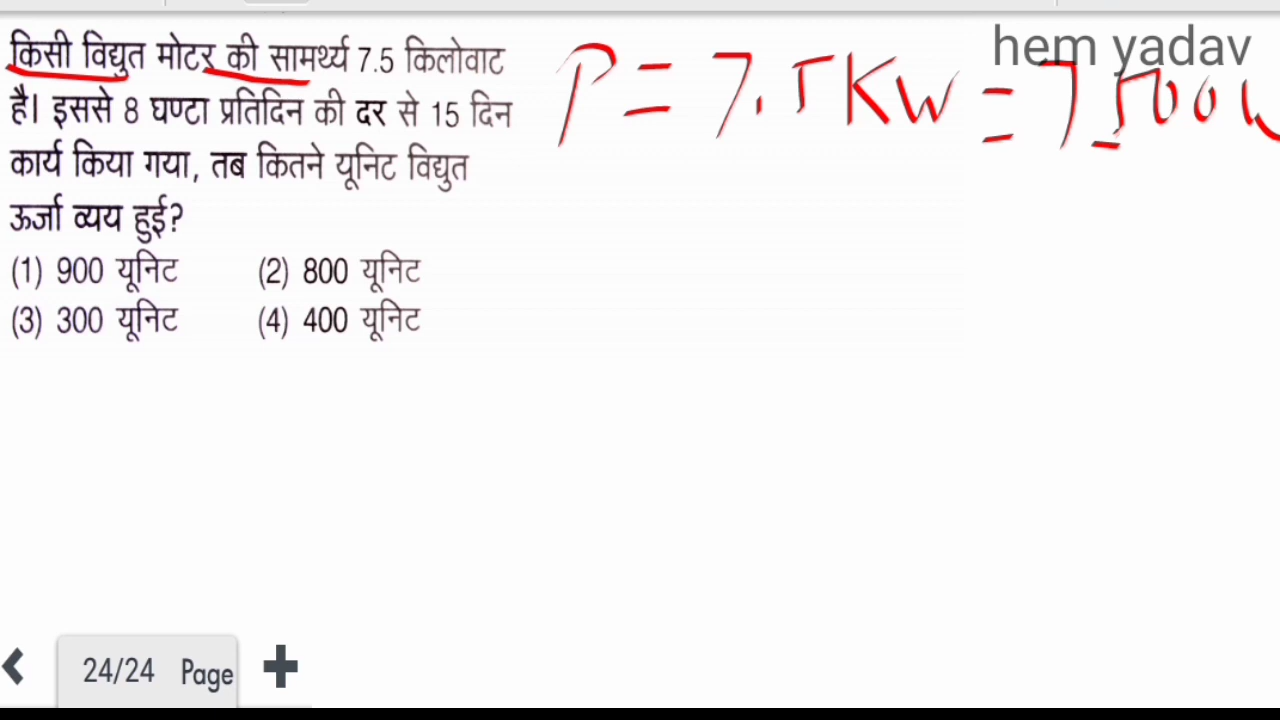 hem yadav
किसी विद्युत मोटर की सामर्थ्य 7.5 किलोवाट
P = 7.5 KW = 7500W
है। इससे 8 घण्टा प्रतिदिन की दर से 15 दिन
कार्य किया गया, तब कितने यूनिट विद्युत
ऊर्जा व्यय हुई?
(1) 900 यूनिट (2) 800 यूनिट
(3) 300 यूनिट (4) 400 यूनिट
24/24 Page